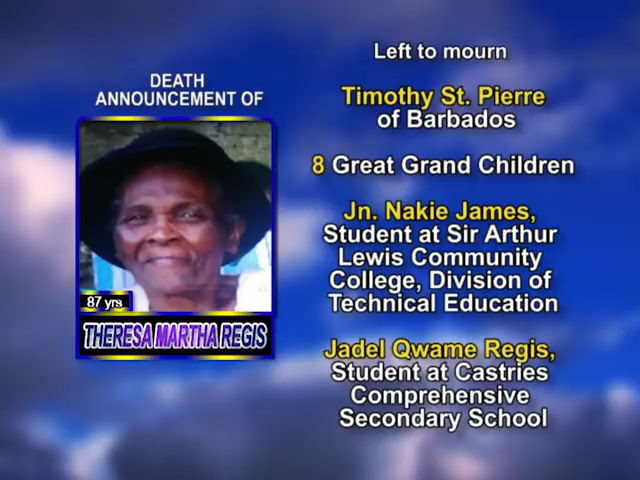 DEATH
ANNOUNCEMENT OF
87 yrs
THERESA MARTHA REGIS
Left to mourn
Timothy St. Pierre
of Barbados
8 Great Grand Children
Jn. Nakie James,
Student at Sir Arthur
Lewis Community
College, Division of
Technical Education
Jadel Qwame Regis,
Student at Castries
Comprehensive
Secondary School